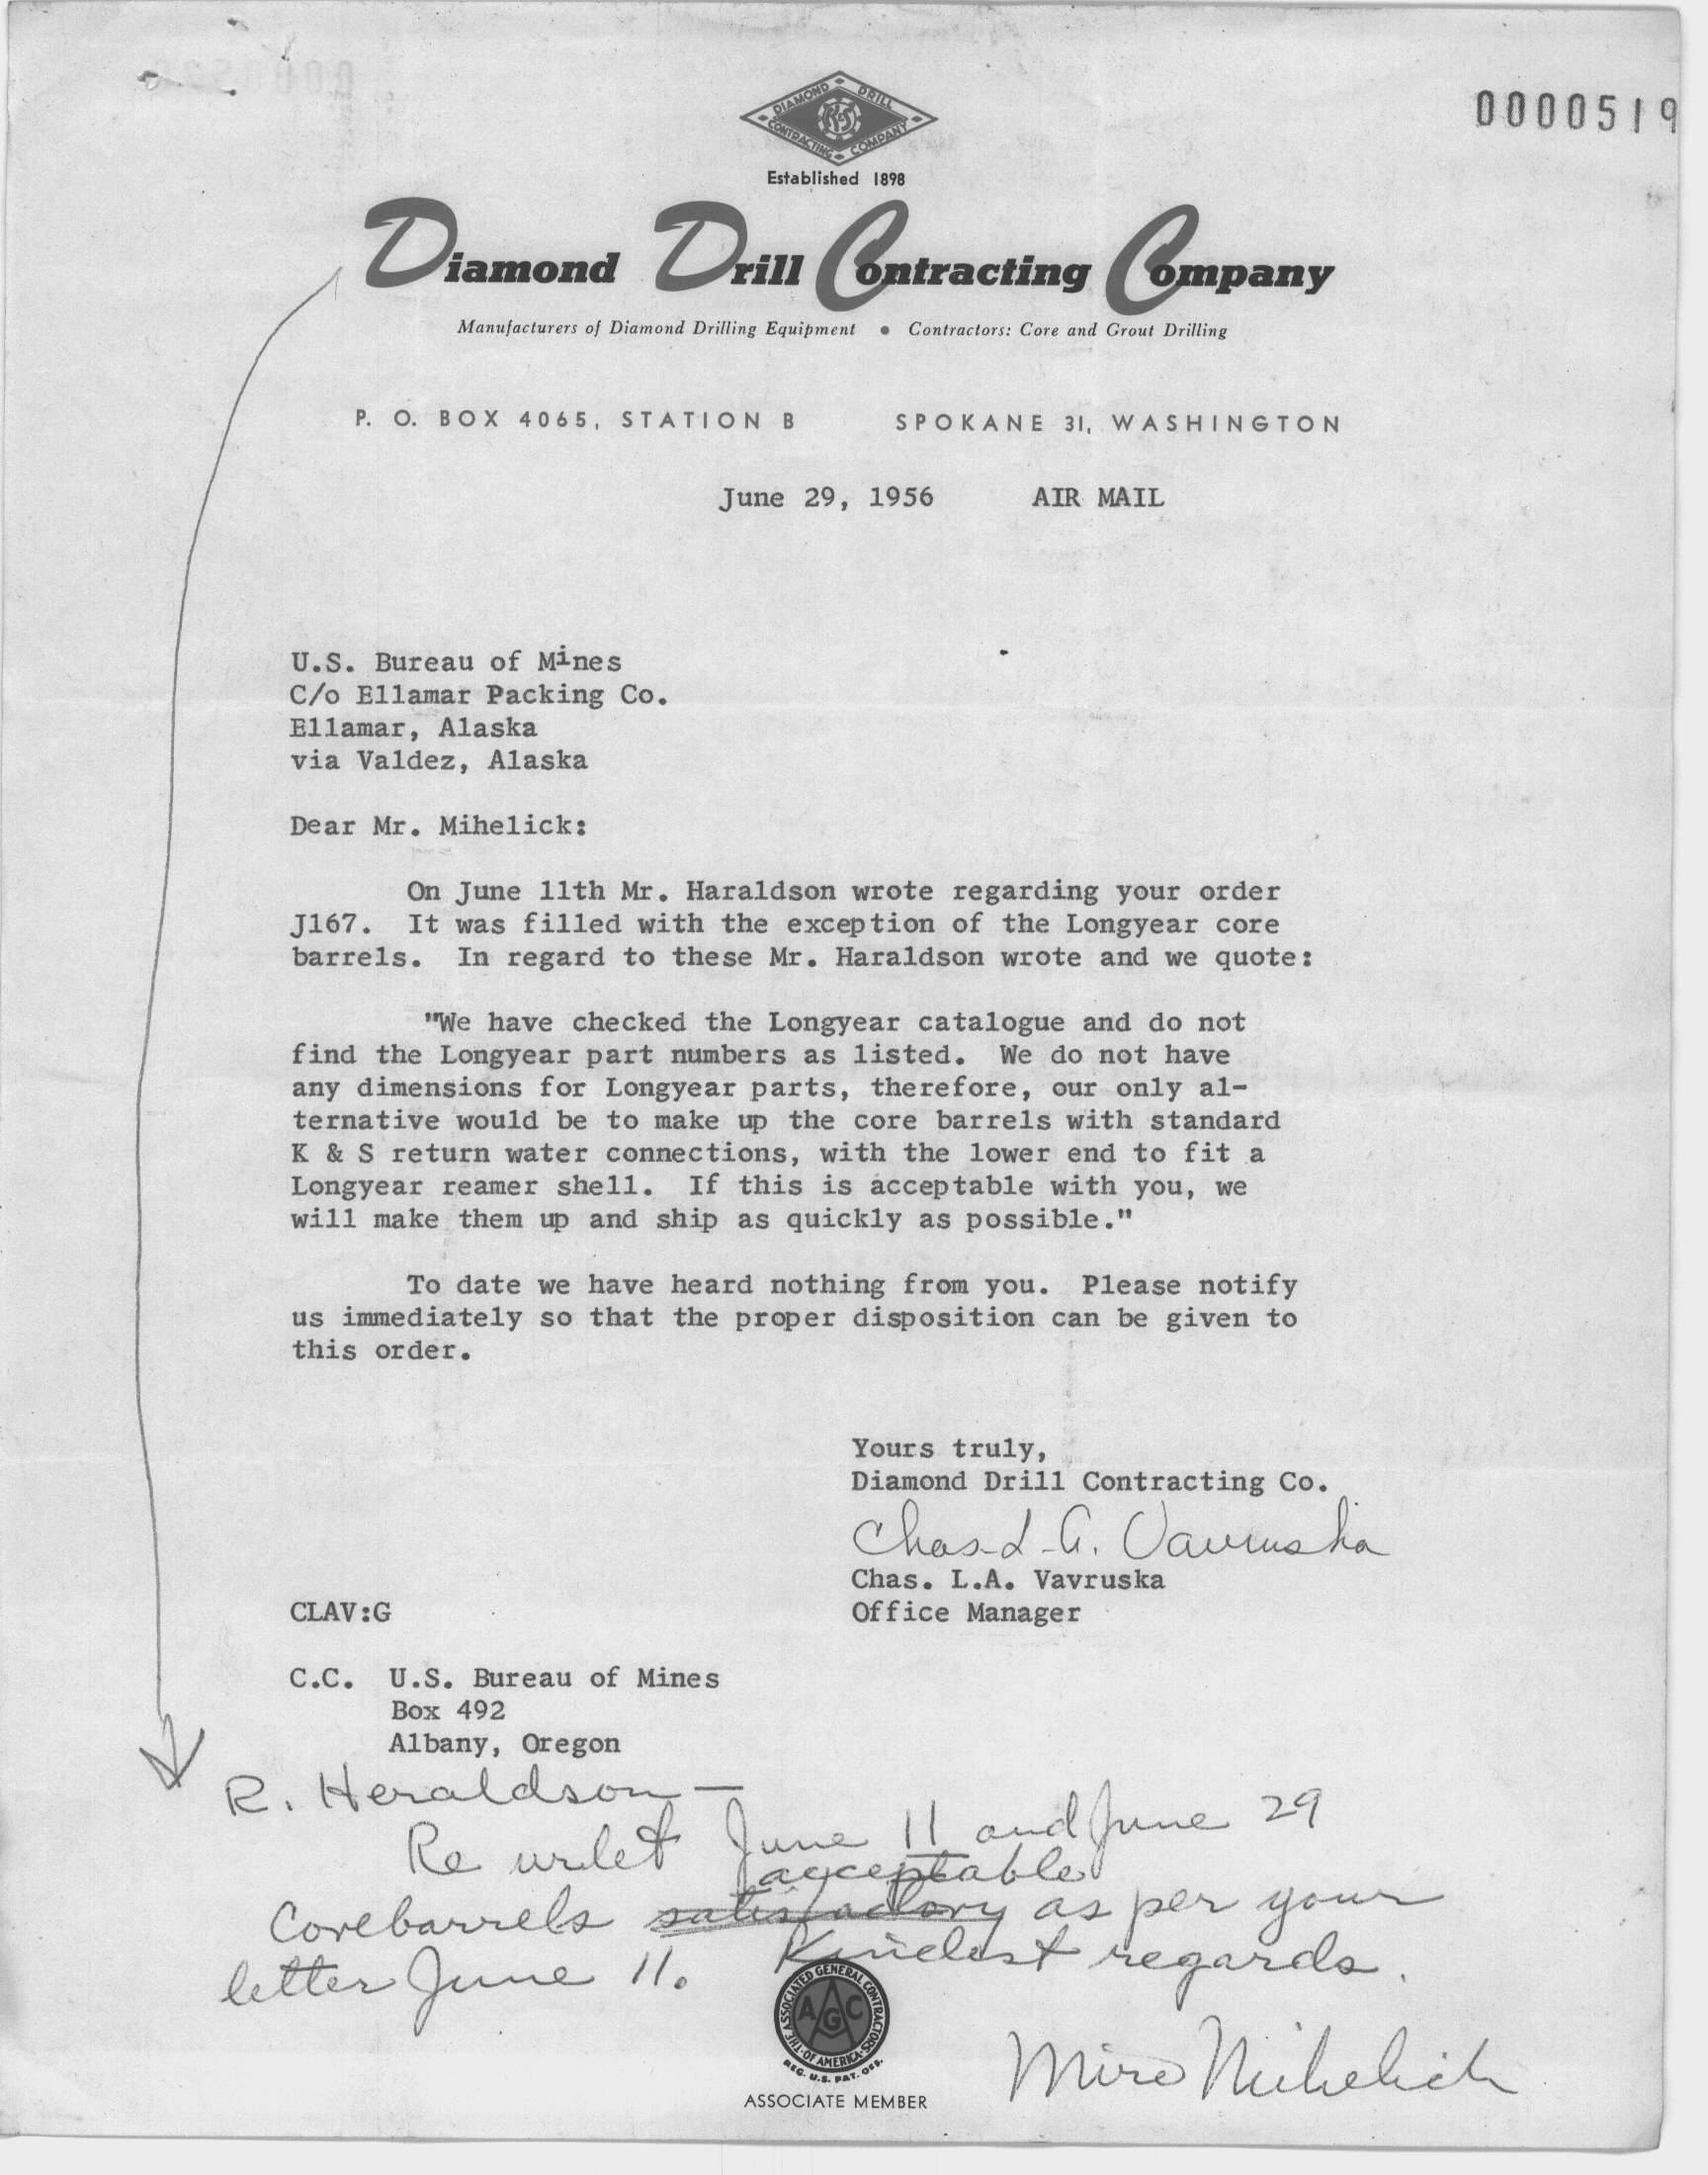 0000519
DIAMOND DRILL
CONTRACTING COMPANY
K&S
Established 1898
Diamond Drill Contracting Company
Manufacturers of Diamond Drilling Equipment • Contractors: Core and Grout Drilling
P. O. BOX 4065, STATION B SPOKANE 31, WASHINGTON
June 29, 1956 AIR MAIL
U.S. Bureau of Mines
C/o Ellamar Packing Co.
Ellamar, Alaska
via Valdez, Alaska
Dear Mr. Mihelick:
On June 11th Mr. Haraldson wrote regarding your order
J167. It was filled with the exception of the Longyear core
barrels. In regard to these Mr. Haraldson wrote and we quote:
"We have checked the Longyear catalogue and do not
find the Longyear part numbers as listed. We do not have
any dimensions for Longyear parts, therefore, our only al-
ternative would be to make up the core barrels with standard
K & S return water connections, with the lower end to fit a
Longyear reamer shell. If this is acceptable with you, we
will make them up and ship as quickly as possible."
To date we have heard nothing from you. Please notify
us immediately so that the proper disposition can be given to
this order.
Yours truly,
Diamond Drill Contracting Co.
Chas. L. A. Vavruska
Chas. L.A. Vavruska
CLAV:G Office Manager
C.C. U.S. Bureau of Mines
Box 492
Albany, Oregon
R. Heraldson —
Re urlet June 11 and June 29
acceptable
Corebarrels satisfactory as per your
letter June 11. Kindest regards.
THE ASSOCIATED GENERAL CONTRACTORS OF AMERICA
AGC
REG. U.S. PAT. OFF.
Miro Mihelich
ASSOCIATE MEMBER